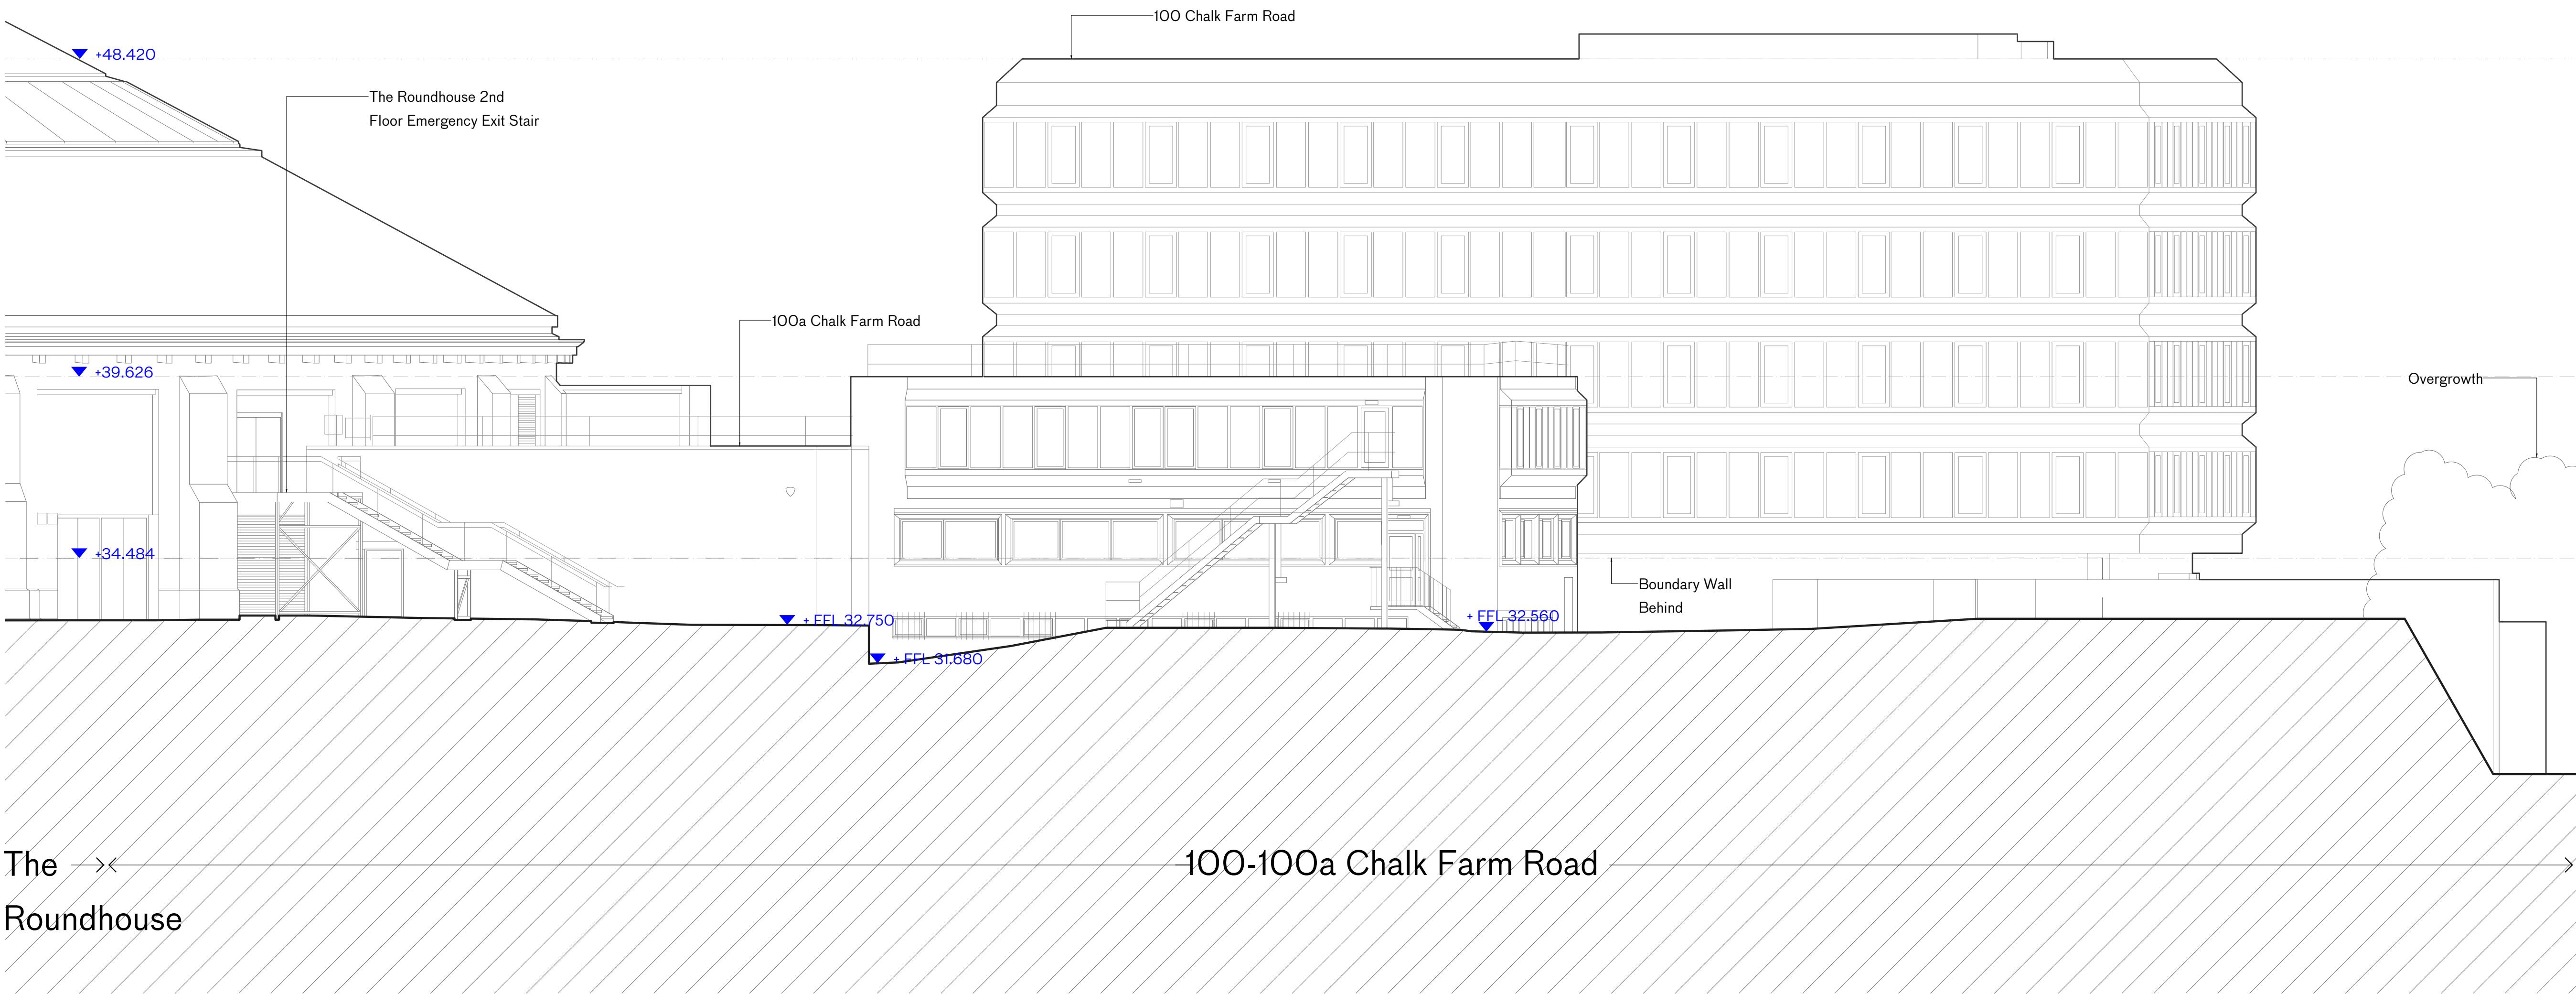 100 Chalk Farm Road
+48.420
The Roundhouse 2nd
Floor Emergency Exit Stair
100a Chalk Farm Road
+39.626
Overgrowth
+34.484
Boundary Wall
Behind
+ FFL 32.750
+ FFL 32.560
+ FFL 31.680
The
Roundhouse
100-100a Chalk Farm Road